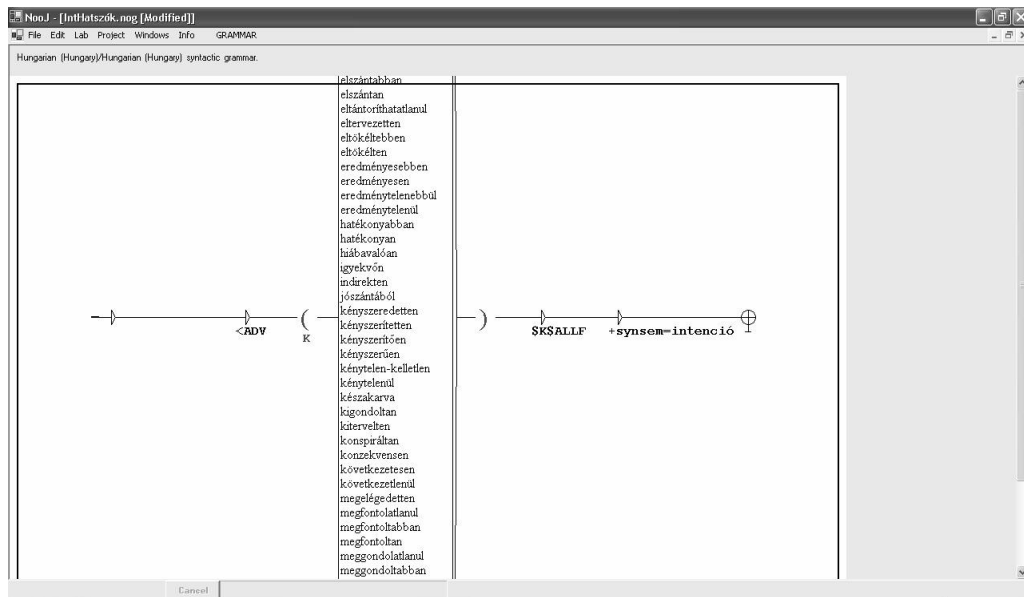 NooJ - [IntHatszók.nog [Modified]]
File Edit Lab Project Windows Info GRAMMAR
Hungarian (Hungary)/Hungarian (Hungary) syntactic grammar.
elszántabban
elszántan
eltántoríthatatlanul
eltervezetten
eltökéltebben
eltökélten
eredményesebben
eredményesen
eredménytelenebbül
eredménytelenül
hatékonyabban
hatékonyan
hiábavalóan
igyekvőn
indirekten
jószántából
kényszeredetten
kényszerítetten
kényszerítően
kényszerűen
kénytelen-kelletlen
kénytelenül
készakarva
kigondoltan
kitervelten
konspiráltan
konzekvensen
következetesen
következetlenül
megelégedetten
megfontolatlanul
megfontoltabban
megfontoltan
meggondolatlanul
meggondoltabban
<ADV ( K ) $K$ALLF +synsem=intenció
Cancel